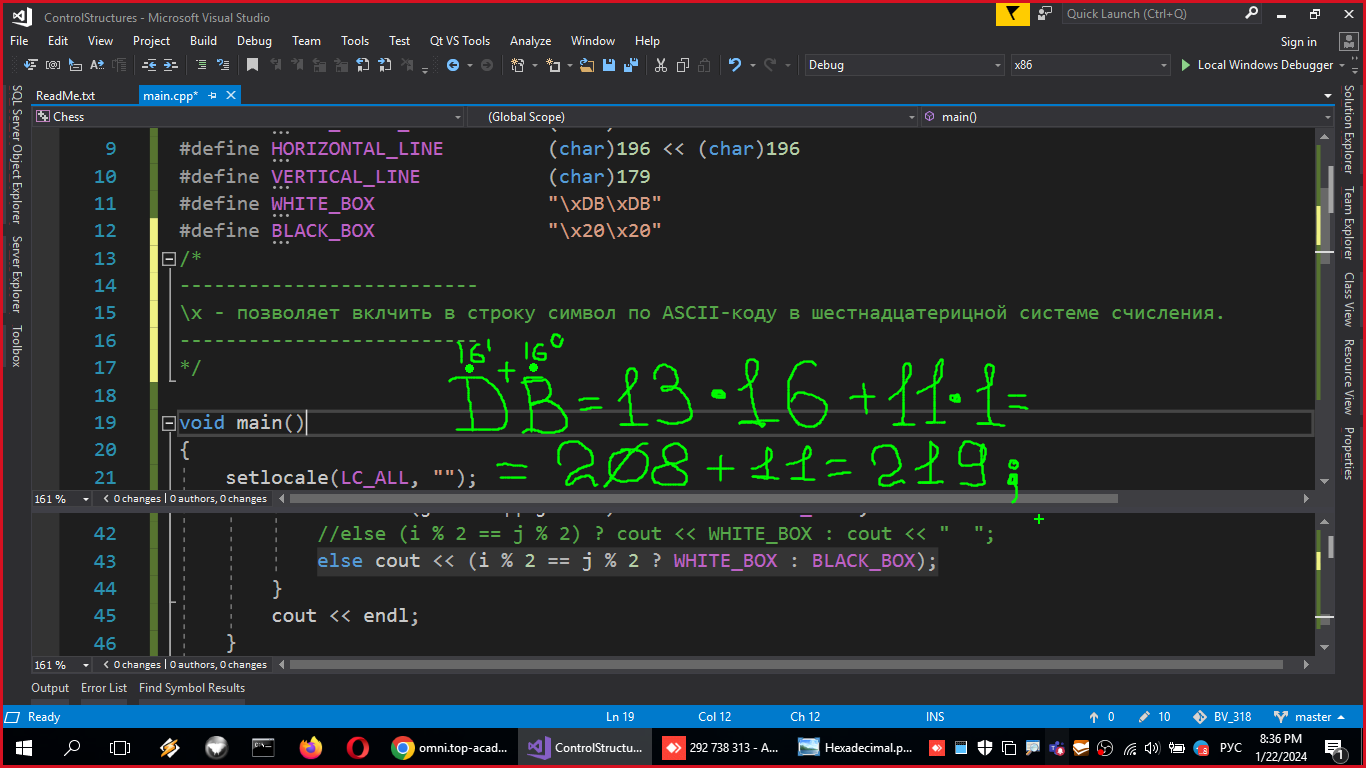 ControlStructures - Microsoft Visual Studio
Quick Launch (Ctrl+Q)
File Edit View Project Build Debug Team Tools Test Qt VS Tools Analyze Window Help
Sign in
Debug x86 Local Windows Debugger
ReadMe.txt main.cpp*
Chess (Global Scope) main()
9 #define HORIZONTAL_LINE (char)196 << (char)196
10 #define VERTICAL_LINE (char)179
11 #define WHITE_BOX "\xDB\xDB"
12 #define BLACK_BOX "\x20\x20"
13 /*
14 --------------------------
15 \x - позволяет вклчить в строку символ по ASCII-коду в шестнадцатерицной системе счисления.
16 --------------------------
17 */
16¹ + 16⁰
18
DB = 13 · 16 + 11 · 1 =
19 void main()
20 {
= 208 + 11 = 219;
21 setlocale(LC_ALL, "");
161 % 0 changes | 0 authors, 0 changes
42 //else (i % 2 == j % 2) ? cout << WHITE_BOX : cout << "  ";
43 else cout << (i % 2 == j % 2 ? WHITE_BOX : BLACK_BOX);
44 }
45 cout << endl;
46 }
161 % 0 changes | 0 authors, 0 changes
Output Error List Find Symbol Results
Ready Ln 19 Col 12 Ch 12 INS 0 10 BV_318 master
omni.top-acad... ControlStructu... 292 738 313 - A... Hexadecimal.p... РУС 8:36 PM
1/22/2024
1
SQL Server Object Explorer
Server Explorer
Toolbox
Solution Explorer
Team Explorer
Class View
Resource View
Properties